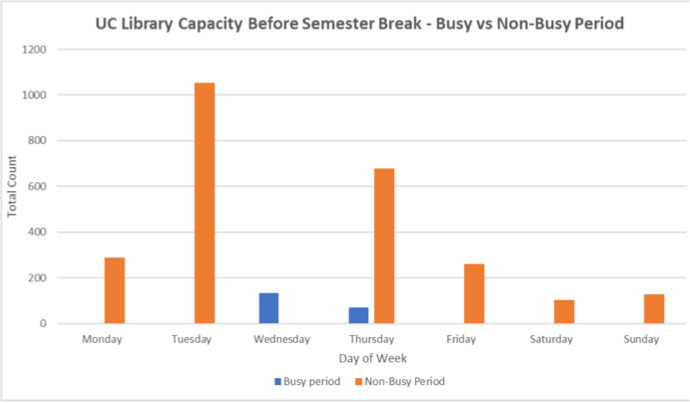 UC Library Capacity Before Semester Break - Busy vs Non-Busy Period
1200
1000
800
600
400
200
0
Total Count
Monday Tuesday Wednesday Thursday Friday Saturday Sunday
Day of Week
Busy period Non-Busy Period